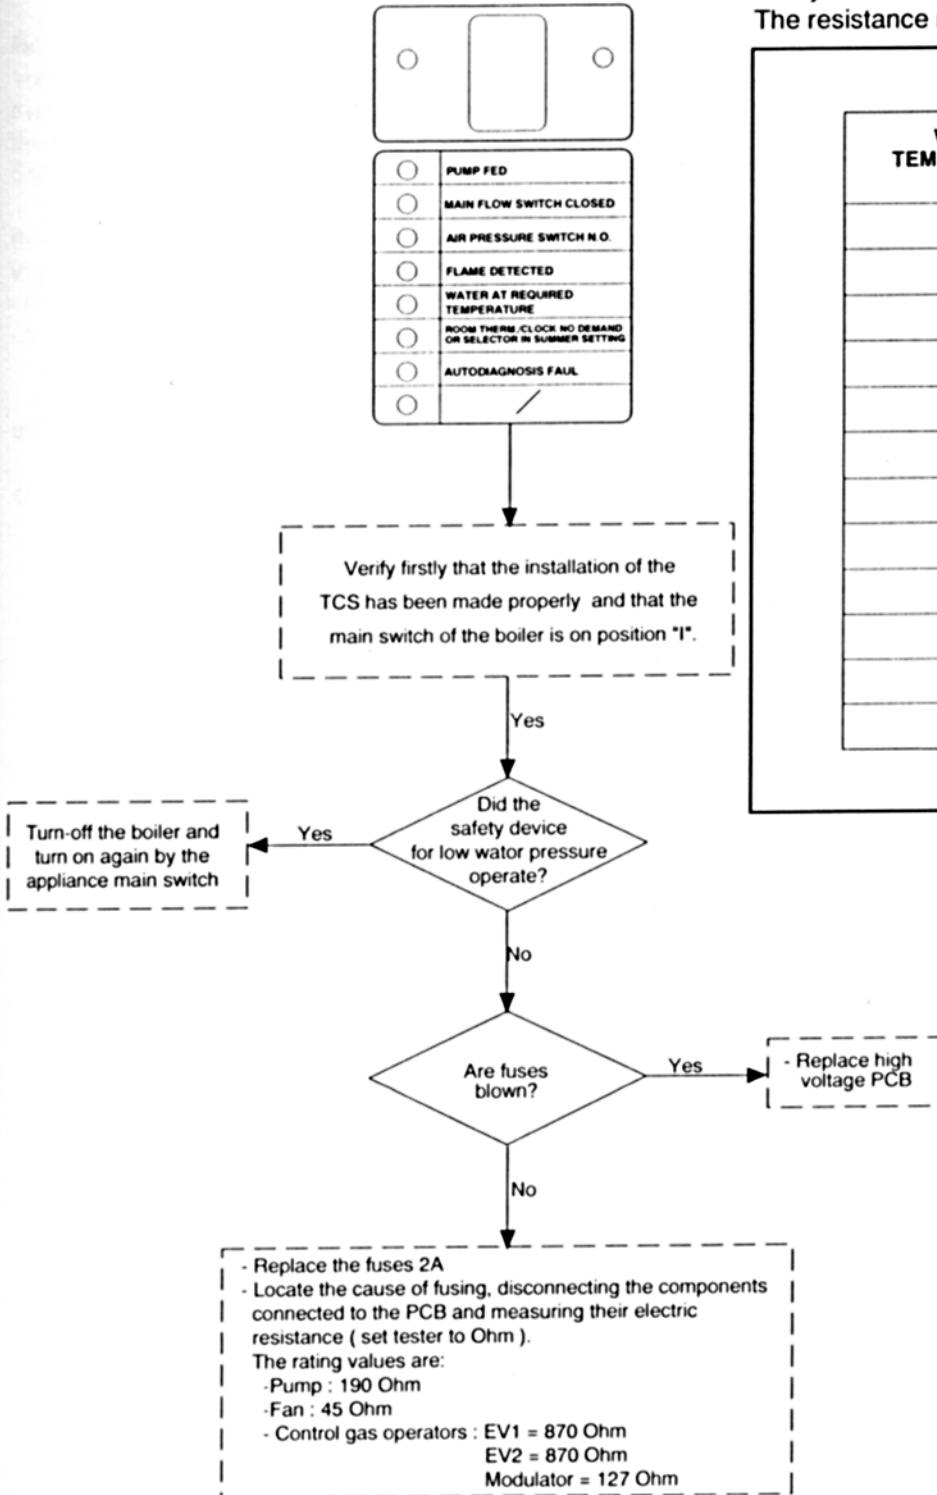 The resistance
TEM
PUMP FED
MAIN FLOW SWITCH CLOSED
AIR PRESSURE SWITCH N.O.
FLAME DETECTED
WATER AT REQUIRED
TEMPERATURE
ROOM THERM./CLOCK NO DEMAND
OR SELECTOR IN SUMMER SETTING
AUTODIAGNOSIS FAUL
Verify firstly that the installation of the
TCS has been made properly and that the
main switch of the boiler is on position "I".
Yes
Did the
safety device
for low wator pressure
operate?
Yes
Turn-off the boiler and
turn on again by the
appliance main switch
No
Are fuses
blown?
Yes
- Replace high
voltage PCB
No
- Replace the fuses 2A
- Locate the cause of fusing, disconnecting the components
connected to the PCB and measuring their electric
resistance ( set tester to Ohm ).
The rating values are:
-Pump : 190 Ohm
-Fan : 45 Ohm
- Control gas operators : EV1 = 870 Ohm
EV2 = 870 Ohm
Modulator = 127 Ohm